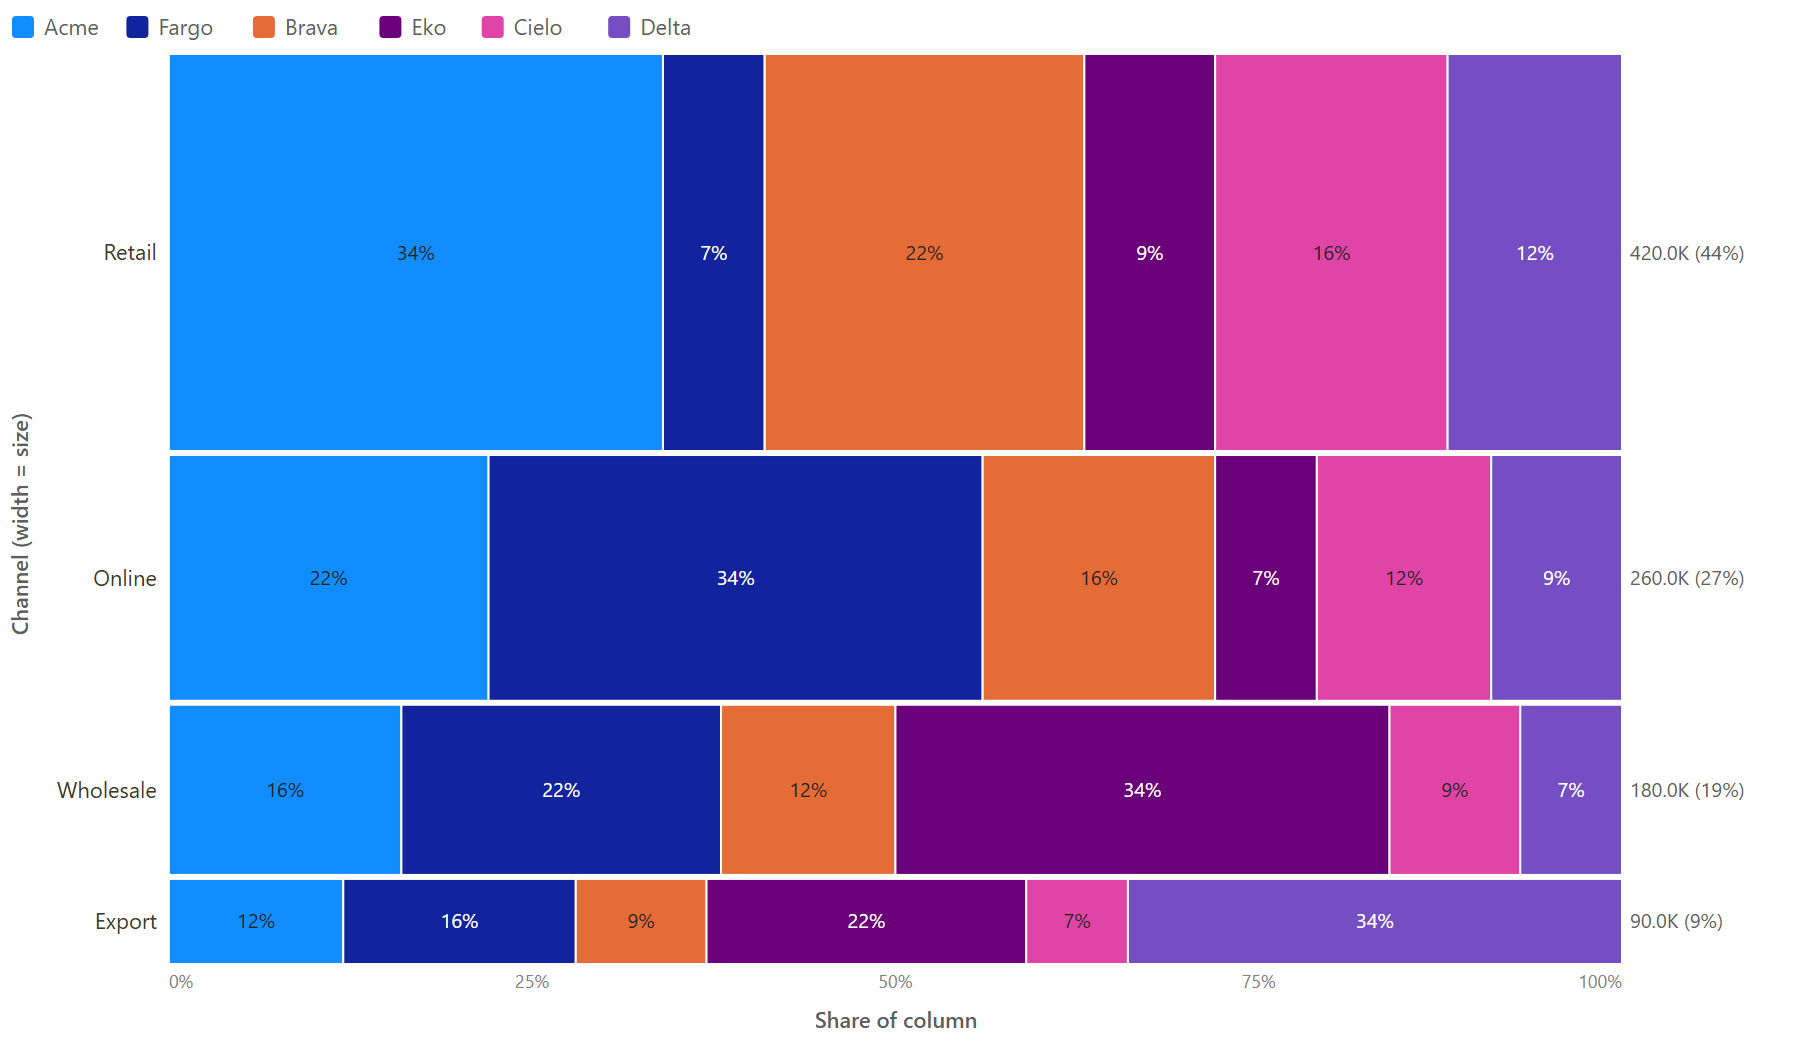 Acme Fargo Brava Eko Cielo Delta
Retail 34% 7% 22% 9% 16% 12% 420.0K (44%)
Online 22% 34% 16% 7% 12% 9% 260.0K (27%)
Wholesale 16% 22% 12% 34% 9% 7% 180.0K (19%)
Export 12% 16% 9% 22% 7% 34% 90.0K (9%)
0% 25% 50% 75% 100%
Share of column
Channel (width = size)